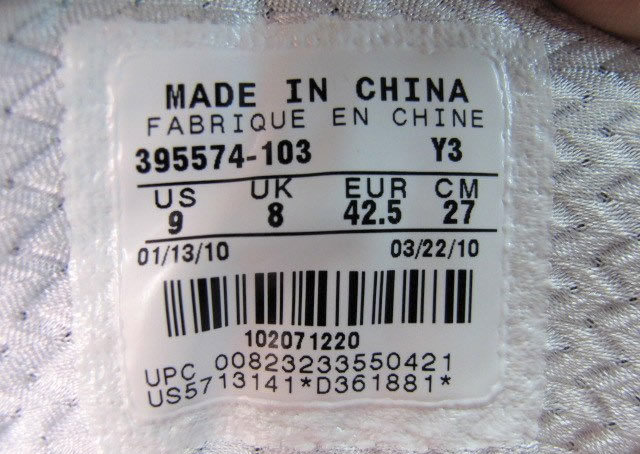 MADE IN CHINA
FABRIQUE EN CHINE
395574-103 Y3
US UK EUR CM
9 8 42.5 27
01/13/10 03/22/10
102071220
UPC 00823233550421
US5713141*D361881*